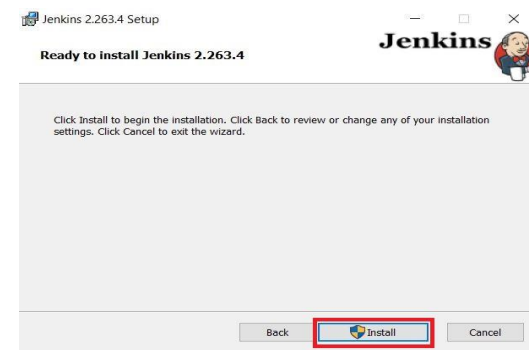 Jenkins 2.263.4 Setup
Jenkins
Ready to install Jenkins 2.263.4
Click Install to begin the installation. Click Back to review or change any of your installation
settings. Click Cancel to exit the wizard.
Back
Install
Cancel